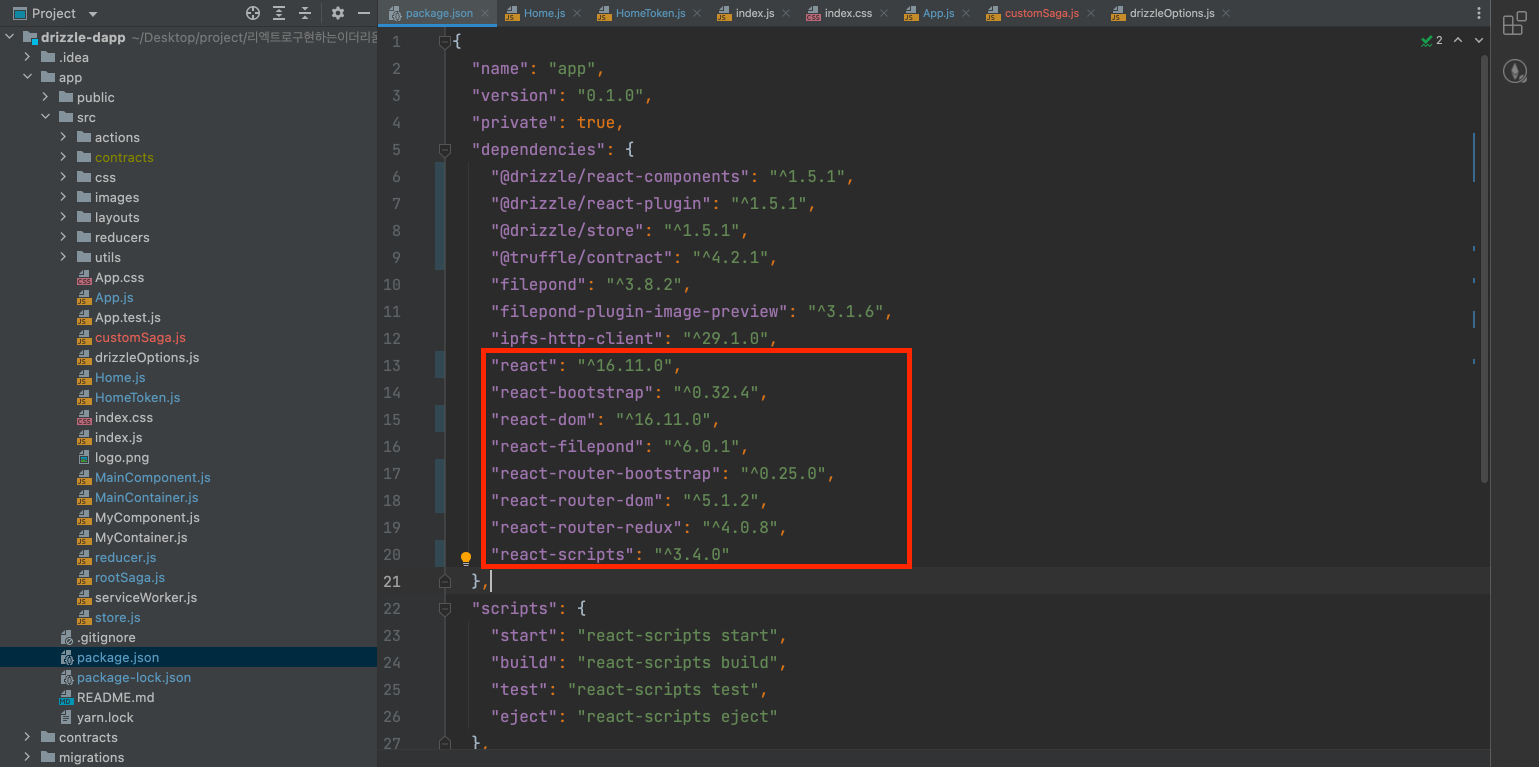 Project
package.json
Home.js
HomeToken.js
index.js
index.css
App.js
customSaga.js
drizzleOptions.js
drizzle-dapp ~/Desktop/project/리엑트로구현하는이더리움
.idea
app
public
src
actions
contracts
css
images
layouts
reducers
utils
App.css
App.js
App.test.js
customSaga.js
drizzleOptions.js
Home.js
HomeToken.js
index.css
index.js
logo.png
MainComponent.js
MainContainer.js
MyComponent.js
MyContainer.js
reducer.js
rootSaga.js
serviceWorker.js
store.js
.gitignore
package.json
package-lock.json
README.md
yarn.lock
contracts
migrations
2
1 {
2 "name": "app",
3 "version": "0.1.0",
4 "private": true,
5 "dependencies": {
6 "@drizzle/react-components": "^1.5.1",
7 "@drizzle/react-plugin": "^1.5.1",
8 "@drizzle/store": "^1.5.1",
9 "@truffle/contract": "^4.2.1",
10 "filepond": "^3.8.2",
11 "filepond-plugin-image-preview": "^3.1.6",
12 "ipfs-http-client": "^29.1.0",
13 "react": "^16.11.0",
14 "react-bootstrap": "^0.32.4",
15 "react-dom": "^16.11.0",
16 "react-filepond": "^6.0.1",
17 "react-router-bootstrap": "^0.25.0",
18 "react-router-dom": "^5.1.2",
19 "react-router-redux": "^4.0.8",
20 "react-scripts": "^3.4.0"
21 },
22 "scripts": {
23 "start": "react-scripts start",
24 "build": "react-scripts build",
25 "test": "react-scripts test",
26 "eject": "react-scripts eject"
27 },